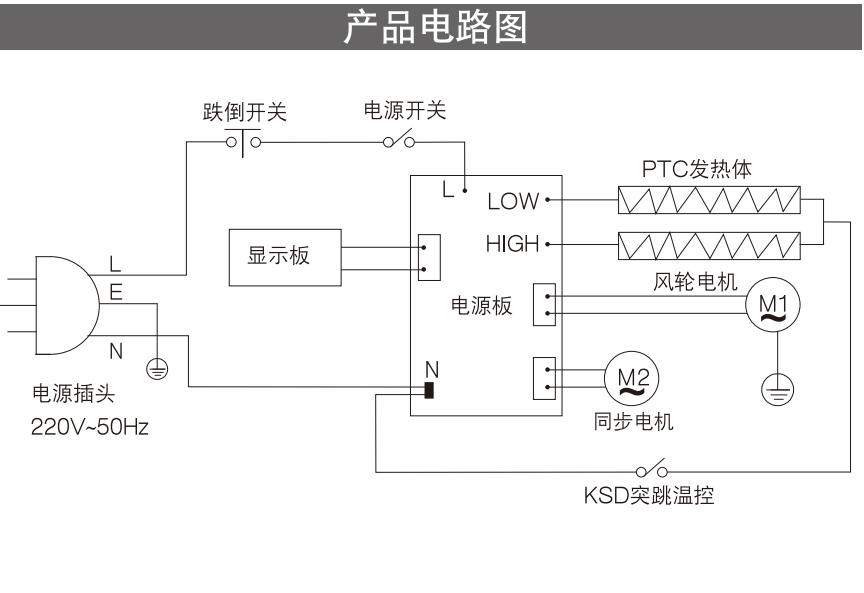 产品电路图
跌倒开关
电源开关
PTC发热体
L
LOW
HIGH
显示板
L
E
风轮电机
电源板
M1
N
N
M2
电源插头
同步电机
220V~50Hz
KSD突跳温控